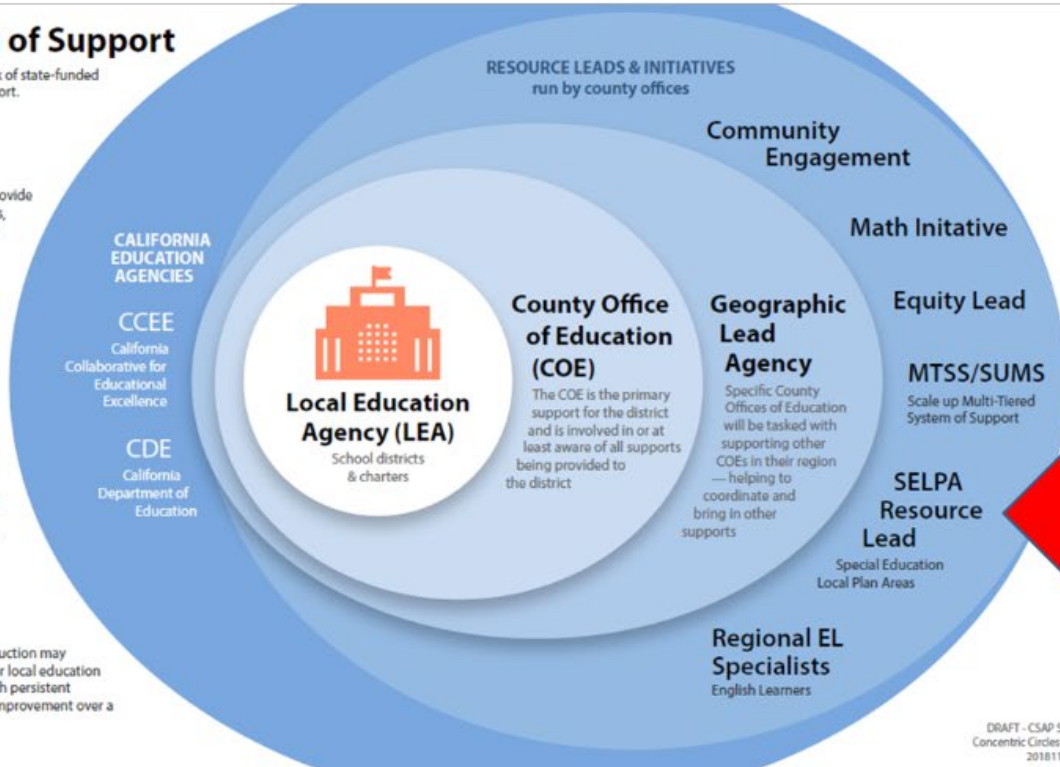 of Support
of state-funded
ort.
ovide
s,
RESOURCE LEADS & INITIATIVES
run by county offices
Community
Engagement
Math Initative
Equity Lead
MTSS/SUMS
Scale up Multi-Tiered
System of Support
SELPA
Resource
Lead
Special Education
Local Plan Areas
Regional EL
Specialists
English Learners
CALIFORNIA
EDUCATION
AGENCIES
CCEE
California
Collaborative for
Educational
Excellence
CDE
California
Department of
Education
Local Education
Agency (LEA)
School districts
& charters
County Office
of Education
(COE)
The COE is the primary
support for the district
and is involved in or at
least aware of all supports
being provided to
the district
Geographic
Lead
Agency
Specific County
Offices of Education
will be tasked with
supporting other
COEs in their region
— helping to
coordinate and
bring in other
supports
uction may
r local education
h persistent
mprovement over a
DRAFT - CSAP S
Concentric Circles
201811